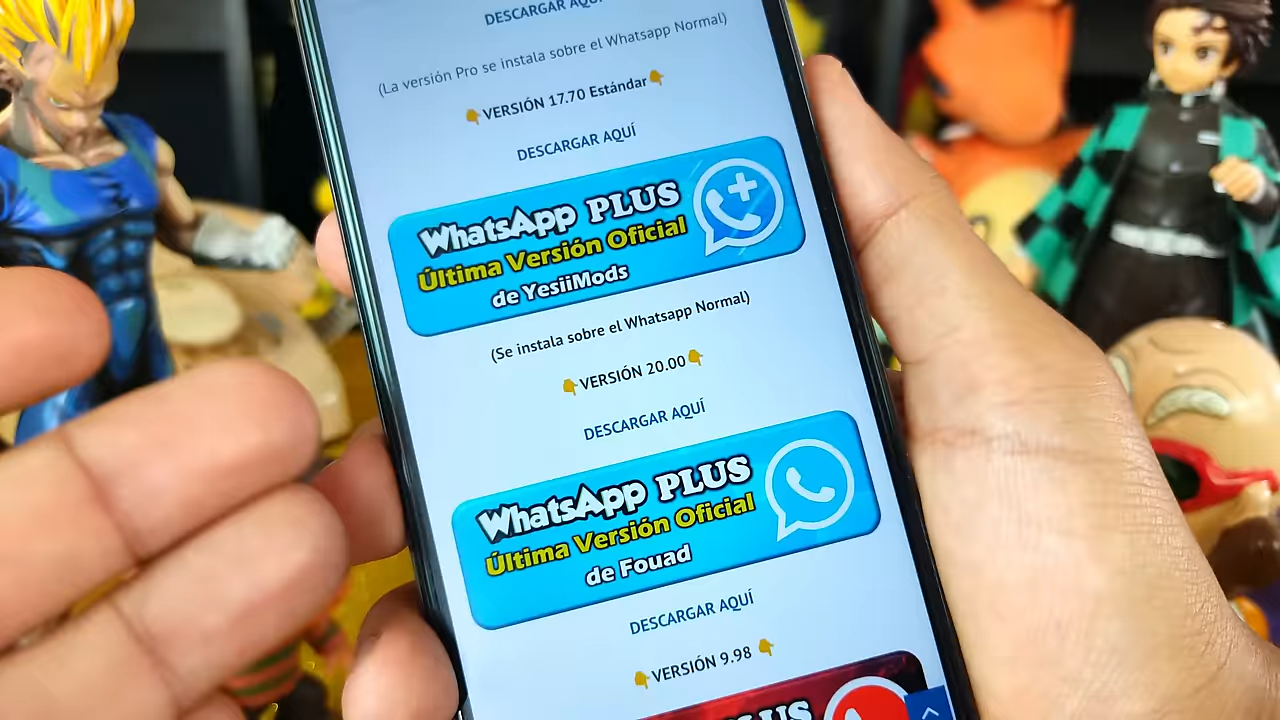 DESCARGAR AQUÍ
(La versión Pro se instala sobre el Whatsapp Normal)
VERSIÓN 17.70 Estándar
DESCARGAR AQUÍ
WhatsApp PLUS
Última Versión Oficial
de YesiiMods
(Se instala sobre el Whatsapp Normal)
VERSIÓN 20.00
DESCARGAR AQUÍ
WhatsApp PLUS
Última Versión Oficial
de Fouad
DESCARGAR AQUÍ
VERSIÓN 9.98
PLUS